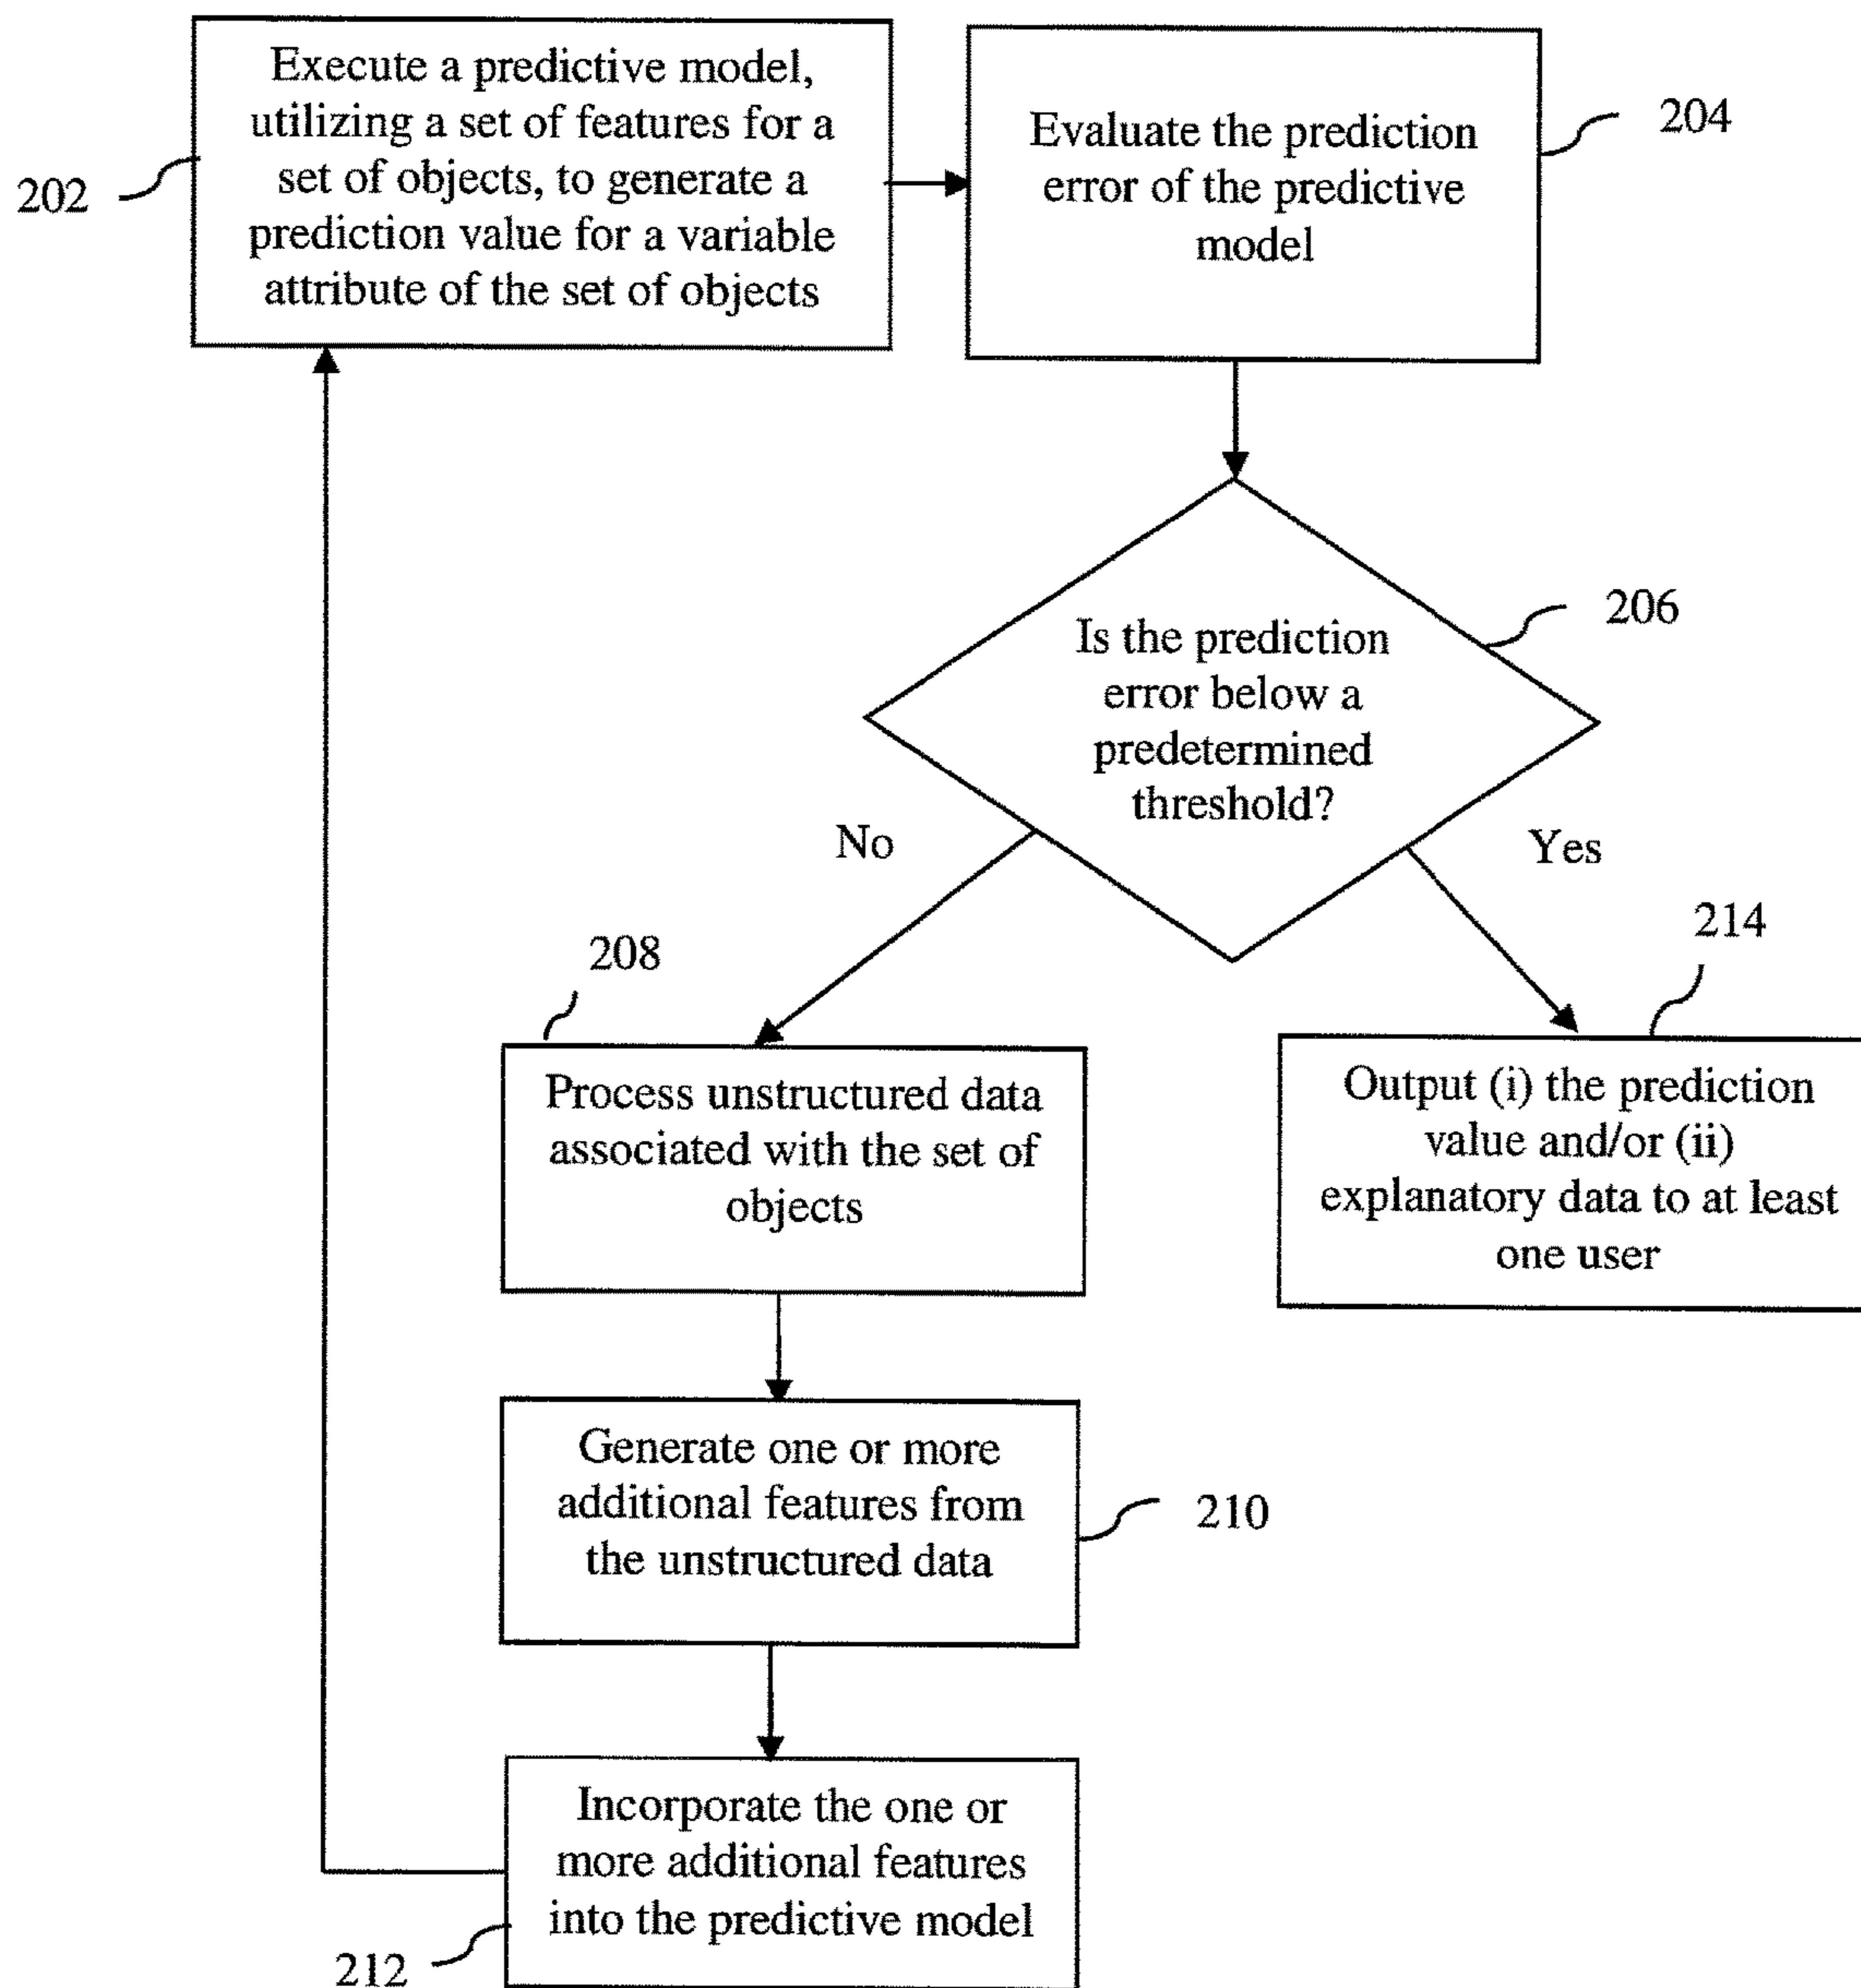 Execute a predictive model,
utilizing a set of features for a
set of objects, to generate a
prediction value for a variable
attribute of the set of objects
202
Evaluate the prediction
error of the predictive
model
204
Is the prediction
error below a
predetermined
threshold?
206
No
Yes
208
Process unstructured data
associated with the set of
objects
214
Output (i) the prediction
value and/or (ii)
explanatory data to at least
one user
Generate one or more
additional features from
the unstructured data
210
Incorporate the one or
more additional features
into the predictive model
212